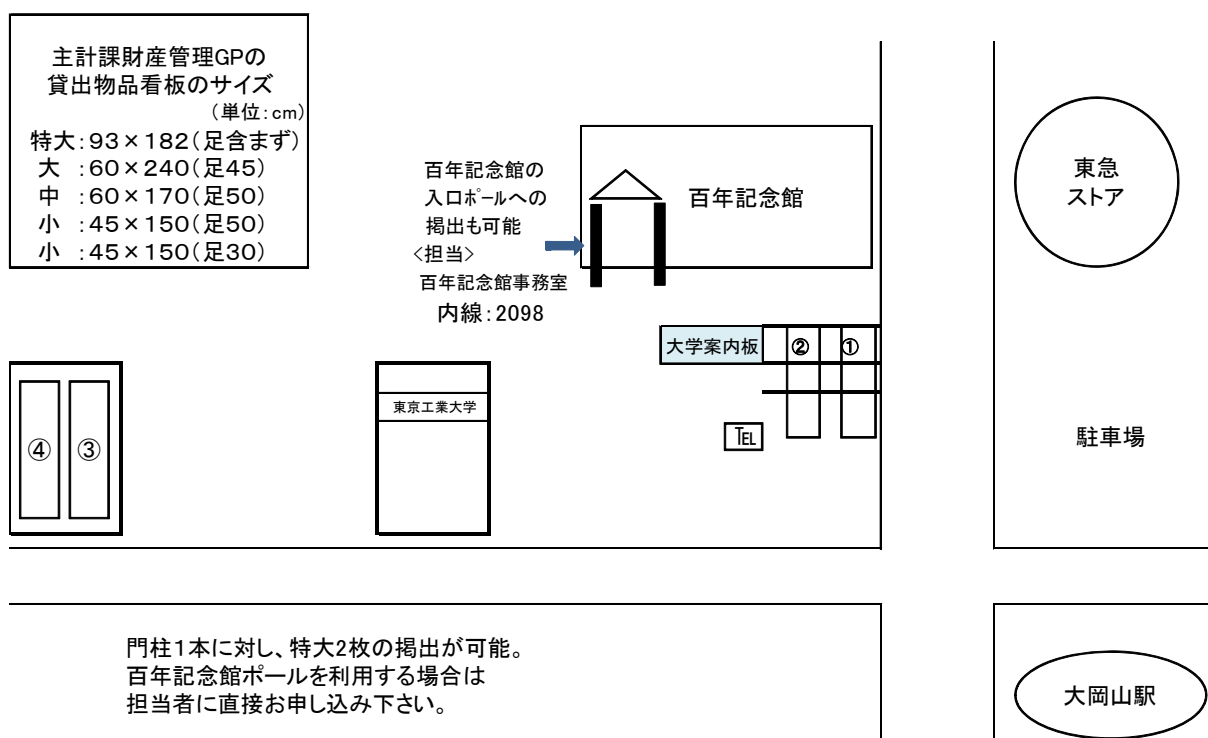 主計課財産管理GPの
貸出物品看板のサイズ
(単位:cm)
特大:93×182(足含まず)
大 :60×240(足45)
中 :60×170(足50)
小 :45×150(足50)
小 :45×150(足30)
百年記念館の
入口ポールへの
掲出も可能
<担当>
百年記念館事務室
内線:2098
百年記念館
東急
ストア
大学案内板
②
①
東京工業大学
℡
④
③
駐車場
門柱1本に対し、特大2枚の掲出が可能。
百年記念館ポールを利用する場合は
担当者に直接お申し込み下さい。
大岡山駅